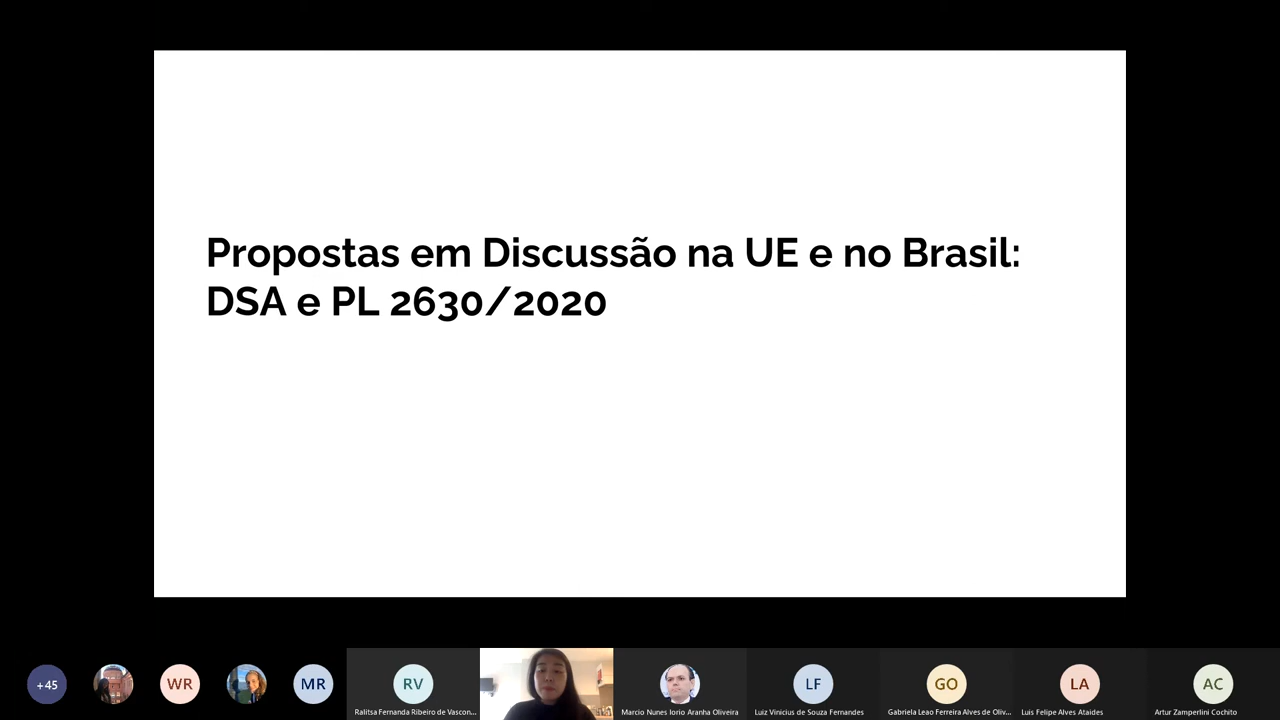 Propostas em Discussão na UE e no Brasil:
DSA e PL 2630/2020
+45
WR
MR
RV
Ralitsa Fernanda Ribeiro de Vascon...
Marcio Nunes Iorio Aranha Oliveira
LF
Luiz Vinicius de Souza Fernandes
GO
Gabriela Leao Ferreira Alves de Oliv...
LA
Luis Felipe Alves Ataides
AC
Artur Zamperlini Cochito